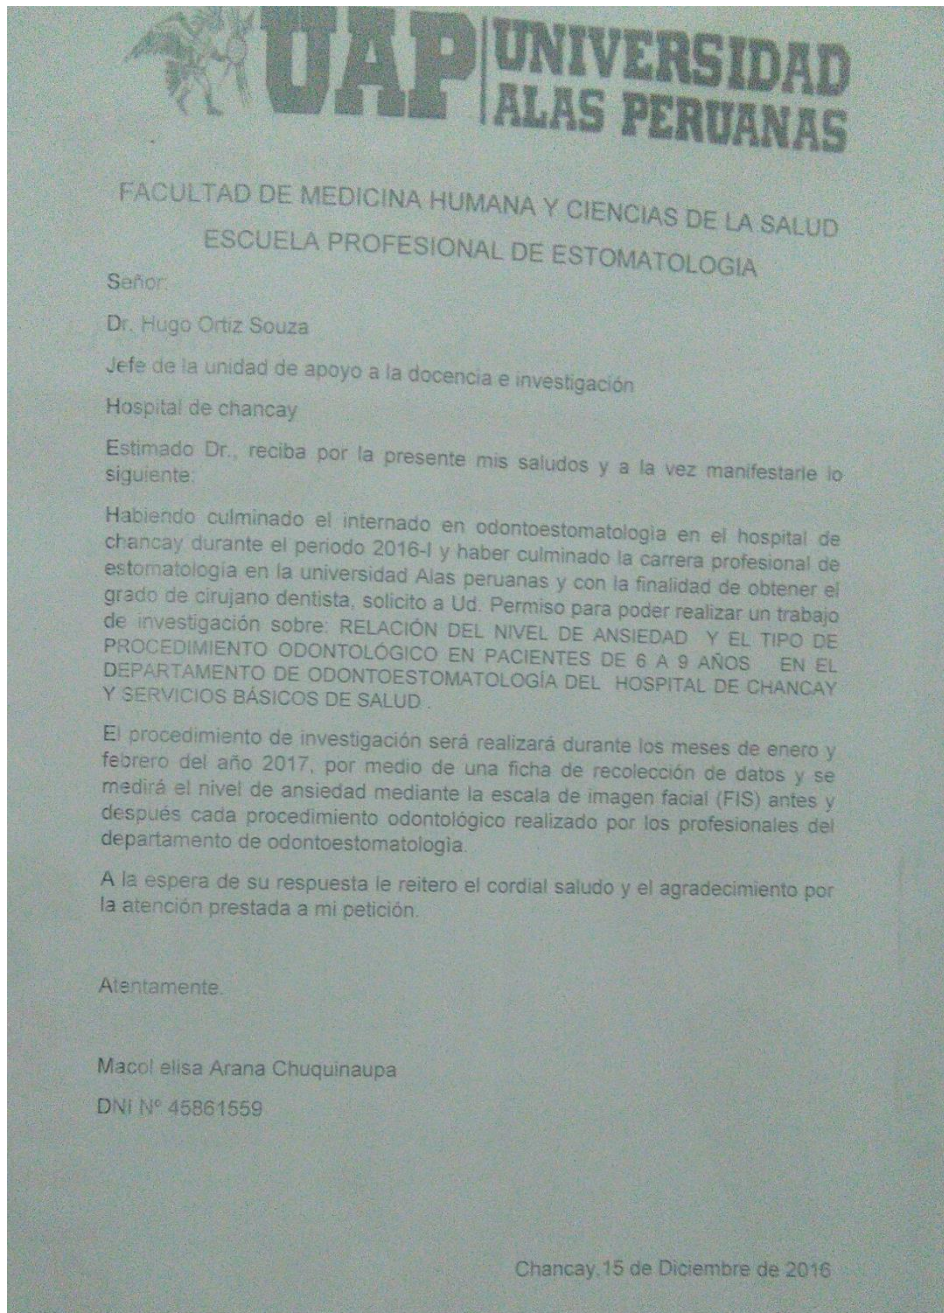 UAP UNIVERSIDAD
ALAS PERUANAS
FACULTAD DE MEDICINA HUMANA Y CIENCIAS DE LA SALUD
ESCUELA PROFESIONAL DE ESTOMATOLOGIA
Señor:
Dr. Hugo Ortiz Souza
Jefe de la unidad de apoyo a la docencia e investigación
Hospital de chancay
Estimado Dr., reciba por la presente mis saludos y a la vez manifestarle lo
siguiente:
Habiendo culminado el internado en odontoestomatologìa en el hospital de
chancay durante el periodo 2016-I y haber culminado la carrera profesional de
estomatología en la universidad Alas peruanas y con la finalidad de obtener el
grado de cirujano dentista, solicito a Ud. Permiso para poder realizar un trabajo
de investigación sobre: RELACIÓN DEL NIVEL DE ANSIEDAD Y EL TIPO DE
PROCEDIMIENTO ODONTOLÓGICO EN PACIENTES DE 6 A 9 AÑOS EN EL
DEPARTAMENTO DE ODONTOESTOMATOLOGÍA DEL HOSPITAL DE CHANCAY
Y SERVICIOS BÁSICOS DE SALUD .
El procedimiento de investigación será realizará durante los meses de enero y
febrero del año 2017, por medio de una ficha de recolección de datos y se
medirá el nivel de ansiedad mediante la escala de imagen facial (FIS) antes y
después cada procedimiento odontológico realizado por los profesionales del
departamento de odontoestomatologìa.
A la espera de su respuesta le reitero el cordial saludo y el agradecimiento por
la atención prestada a mi petición.
Atentamente.
Macol elisa Arana Chuquinaupa
DNI Nº 45861559
Chancay,15 de Diciembre de 2016